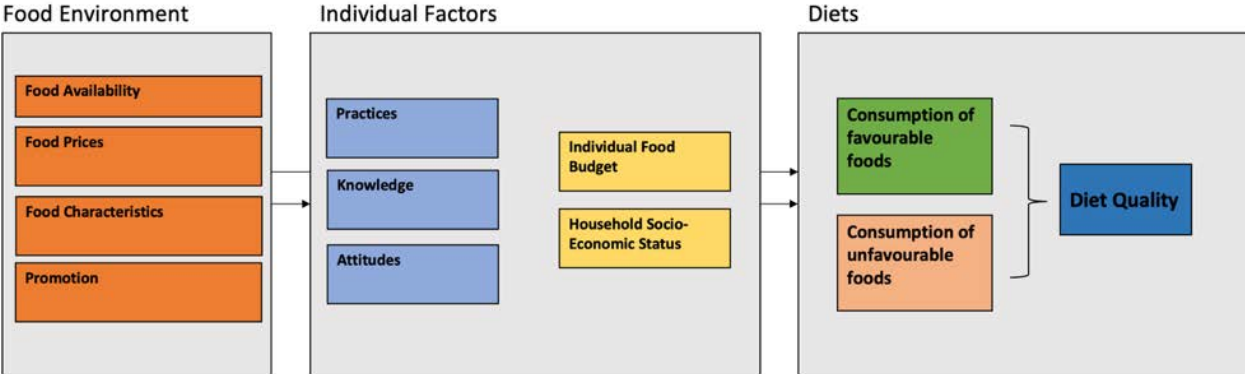 Food Environment
Individual Factors
Diets
Food Availability
Food Prices
Food Characteristics
Promotion
Practices
Knowledge
Attitudes
Individual Food
Budget
Household Socio-
Economic Status
Consumption of
favourable
foods
Consumption of
unfavourable
foods
Diet Quality